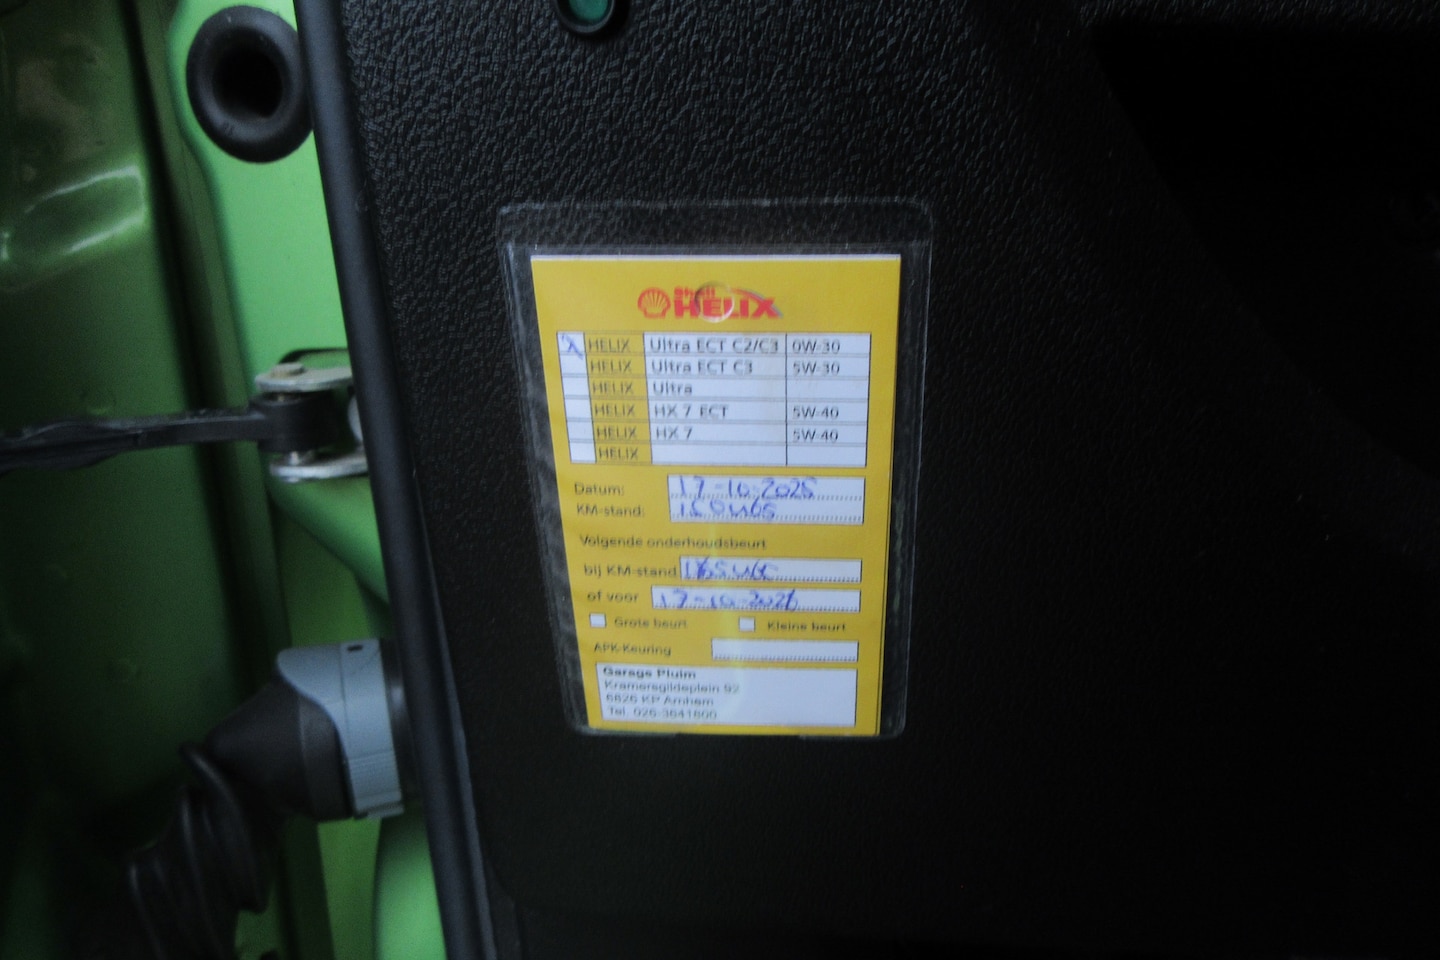 Shell
HELIX
X HELIX Ultra ECT C2/C3 0W-30
HELIX Ultra ECT C3 5W-30
HELIX Ultra
HELIX HX 7 ECT 5W-40
HELIX HX 7 5W-40
HELIX
Datum: 17-10-2025
KM-stand:
Volgende onderhoudsbeurt
bij KM-stand
of voor 17-10-2026
Grote beurt Kleine beurt
APK-Keuring
Garage Pluim
Kramersgildeplein 92
6826 KP Arnhem
Tel. 026-3641800